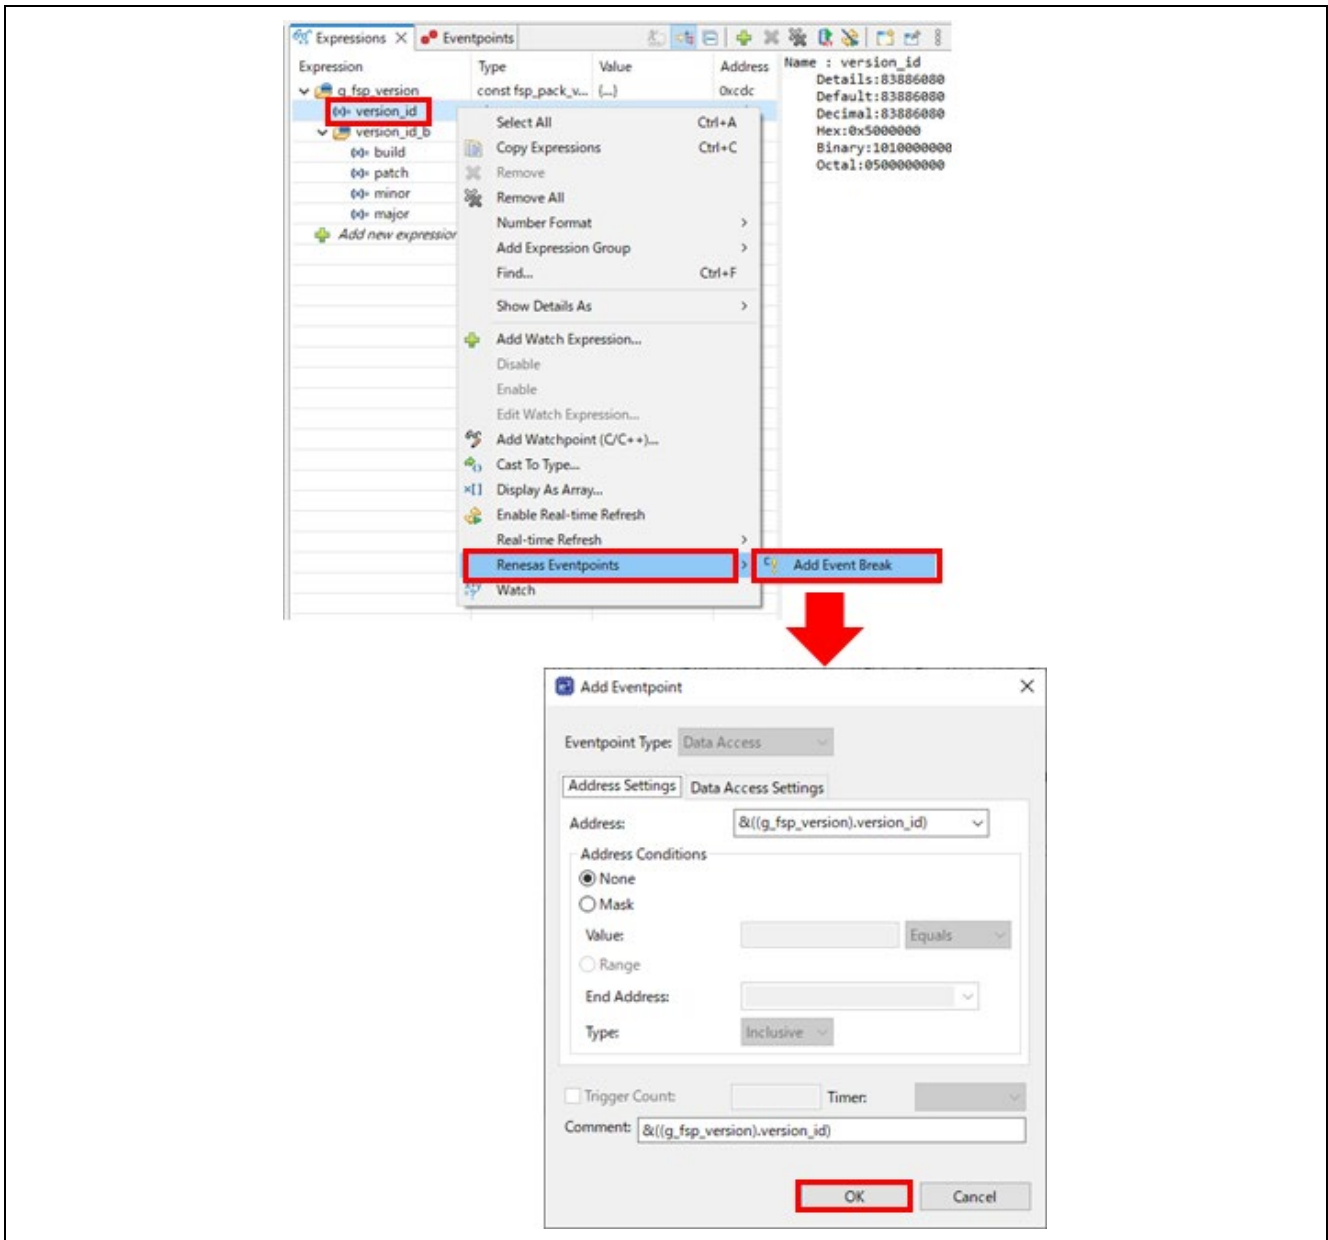 Expressions Eventpoints
Expression Type Value Address
g_fsp_version const fsp_pack_v... {...} 0xcdc
version_id
version_id_b
build
patch
minor
major
Add new expression
Name : version_id
Details:83886080
Default:83886080
Decimal:83886080
Hex:0x5000000
Binary:1010000000
Octal:0500000000
Select All Ctrl+A
Copy Expressions Ctrl+C
Remove
Remove All
Number Format
Add Expression Group
Find... Ctrl+F
Show Details As
Add Watch Expression...
Disable
Enable
Edit Watch Expression...
Add Watchpoint (C/C++)...
Cast To Type...
Display As Array...
Enable Real-time Refresh
Real-time Refresh
Renesas Eventpoints Add Event Break
Watch
Add Eventpoint
Eventpoint Type: Data Access
Address Settings Data Access Settings
Address: &((g_fsp_version).version_id)
Address Conditions
None
Mask
Value: Equals
Range
End Address:
Type: Inclusive
Trigger Count: Timer:
Comment: &((g_fsp_version).version_id)
OK Cancel